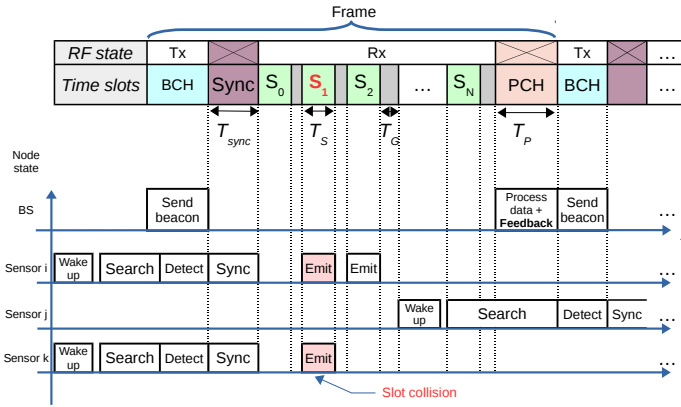 Frame
RF state Tx Rx Tx ...
Time slots BCH Sync S0 S1 S2 ... SN PCH BCH ...
Tsync TS TG TP
Node
state
BS
Send
beacon
Process
data +
Feedback
Send
beacon
...
Sensor i
Wake
up
Search Detect Sync Emit Emit ...
Sensor j
Wake
up
Search Detect Sync ...
Sensor k
Wake
up
Search Detect Sync Emit ...
Slot collision